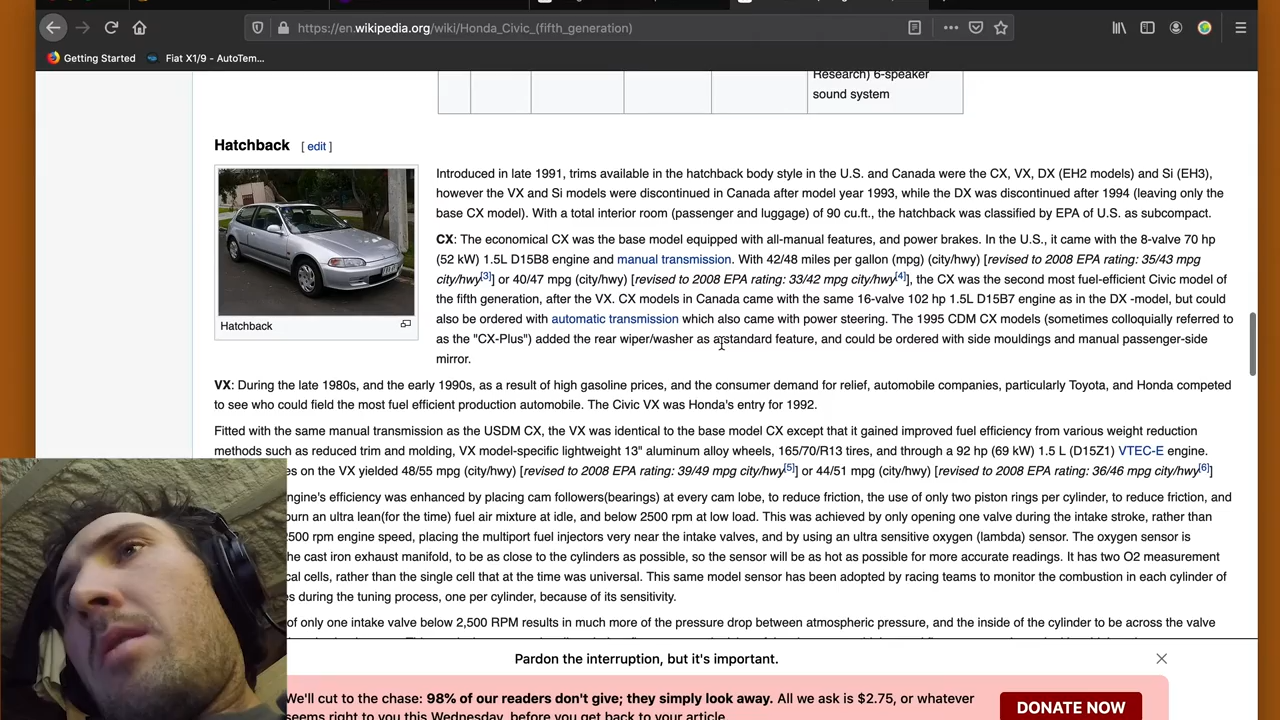 https://en.wikipedia.org/wiki/Honda_Civic_(fifth_generation)
Getting Started Fiat X1/9 - AutoTem...
Research) 6-speaker
sound system
Hatchback [ edit ]
Hatchback
Introduced in late 1991, trims available in the hatchback body style in the U.S. and Canada were the CX, VX, DX (EH2 models) and Si (EH3),
however the VX and Si models were discontinued in Canada after model year 1993, while the DX was discontinued after 1994 (leaving only the
base CX model). With a total interior room (passenger and luggage) of 90 cu.ft., the hatchback was classified by EPA of U.S. as subcompact.
CX: The economical CX was the base model equipped with all-manual features, and power brakes. In the U.S., it came with the 8-valve 70 hp
(52 kW) 1.5L D15B8 engine and manual transmission. With 42/48 miles per gallon (mpg) (city/hwy) [revised to 2008 EPA rating: 35/43 mpg
city/hwy[3]] or 40/47 mpg (city/hwy) [revised to 2008 EPA rating: 33/42 mpg city/hwy[4]], the CX was the second most fuel-efficient Civic model of
the fifth generation, after the VX. CX models in Canada came with the same 16-valve 102 hp 1.5L D15B7 engine as in the DX -model, but could
also be ordered with automatic transmission which also came with power steering. The 1995 CDM CX models (sometimes colloquially referred to
as the "CX-Plus") added the rear wiper/washer as a standard feature, and could be ordered with side mouldings and manual passenger-side
mirror.
VX: During the late 1980s, and the early 1990s, as a result of high gasoline prices, and the consumer demand for relief, automobile companies, particularly Toyota, and Honda competed
to see who could field the most fuel efficient production automobile. The Civic VX was Honda's entry for 1992.
Fitted with the same manual transmission as the USDM CX, the VX was identical to the base model CX except that it gained improved fuel efficiency from various weight reduction
methods such as reduced trim and molding, VX model-specific lightweight 13" aluminum alloy wheels, 165/70/R13 tires, and through a 92 hp (69 kW) 1.5 L (D15Z1) VTEC-E engine.
es on the VX yielded 48/55 mpg (city/hwy) [revised to 2008 EPA rating: 39/49 mpg city/hwy[5]] or 44/51 mpg (city/hwy) [revised to 2008 EPA rating: 36/46 mpg city/hwy[6]]
ngine's efficiency was enhanced by placing cam followers(bearings) at every cam lobe, to reduce friction, the use of only two piston rings per cylinder, to reduce friction, and
urn an ultra lean(for the time) fuel air mixture at idle, and below 2500 rpm at low load. This was achieved by only opening one valve during the intake stroke, rather than
2500 rpm engine speed, placing the multiport fuel injectors very near the intake valves, and by using an ultra sensitive oxygen (lambda) sensor. The oxygen sensor is
the cast iron exhaust manifold, to be as close to the cylinders as possible, so the sensor will be as hot as possible for more accurate readings. It has two O2 measurement
cal cells, rather than the single cell that at the time was universal. This same model sensor has been adopted by racing teams to monitor the combustion in each cylinder of
es during the tuning process, one per cylinder, because of its sensitivity.
of only one intake valve below 2,500 RPM results in much more of the pressure drop between atmospheric pressure, and the inside of the cylinder to be across the valve
Pardon the interruption, but it's important.
We'll cut to the chase: 98% of our readers don't give; they simply look away. All we ask is $2.75, or whatever
seems right to you this Wednesday, before you get back to your article.
DONATE NOW